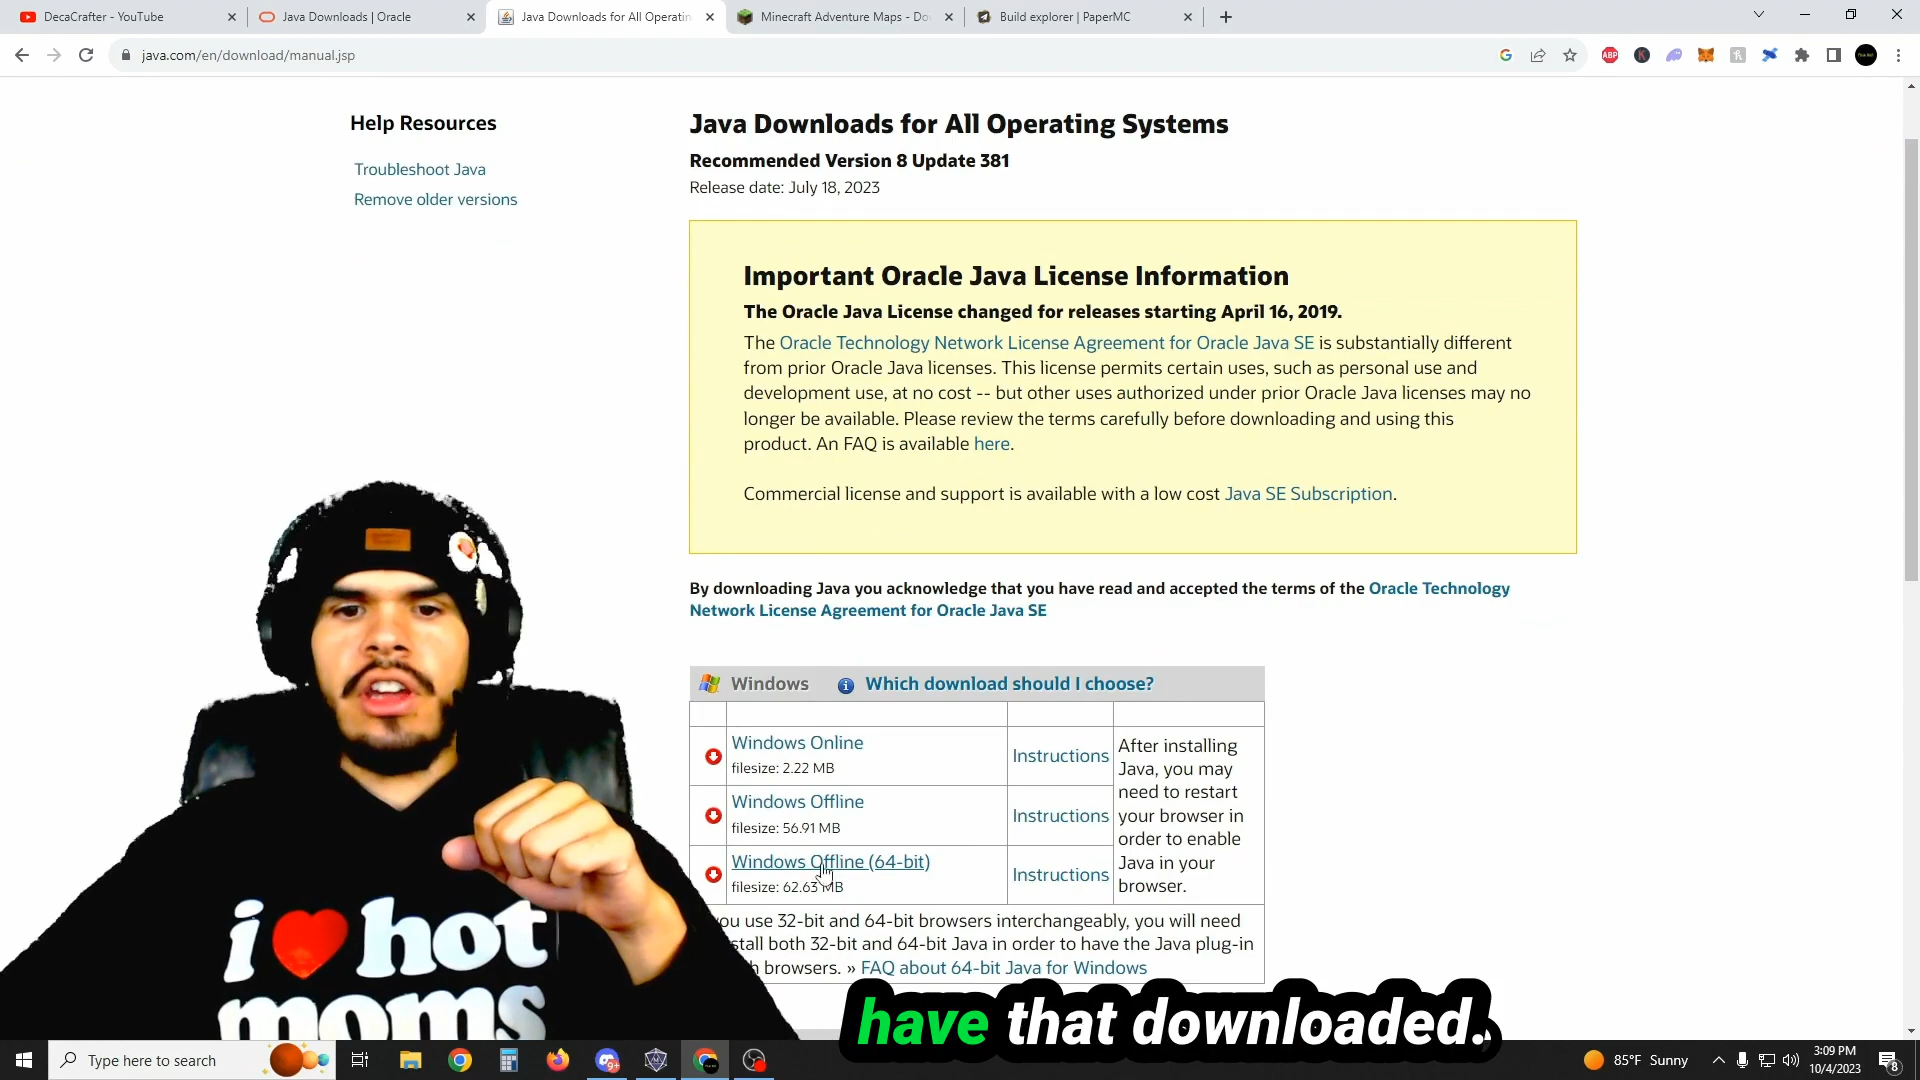 DecaCrafter - YouTube
Java Downloads | Oracle
Java Downloads for All Operatin
Minecraft Adventure Maps - Do
Build explorer | PaperMC
java.com/en/download/manual.jsp
ABP
K
Help Resources
Troubleshoot Java
Remove older versions
Java Downloads for All Operating Systems
Recommended Version 8 Update 381
Release date: July 18, 2023
Important Oracle Java License Information
The Oracle Java License changed for releases starting April 16, 2019.
The Oracle Technology Network License Agreement for Oracle Java SE is substantially different
from prior Oracle Java licenses. This license permits certain uses, such as personal use and
development use, at no cost -- but other uses authorized under prior Oracle Java licenses may no
longer be available. Please review the terms carefully before downloading and using this
product. An FAQ is available here.
Commercial license and support is available with a low cost Java SE Subscription.
By downloading Java you acknowledge that you have read and accepted the terms of the Oracle Technology
Network License Agreement for Oracle Java SE
Windows Which download should I choose?
Windows Online
filesize: 2.22 MB
Instructions
Windows Offline
filesize: 56.91 MB
Instructions
Windows Offline (64-bit)
filesize: 62.63 MB
Instructions
After installing
Java, you may
need to restart
your browser in
order to enable
Java in your
browser.
ou use 32-bit and 64-bit browsers interchangeably, you will need
stall both 32-bit and 64-bit Java in order to have the Java plug-in
h browsers. » FAQ about 64-bit Java for Windows
i hot
moms
have that downloaded.
Type here to search
9+
85°F Sunny
3:09 PM
10/4/2023
8